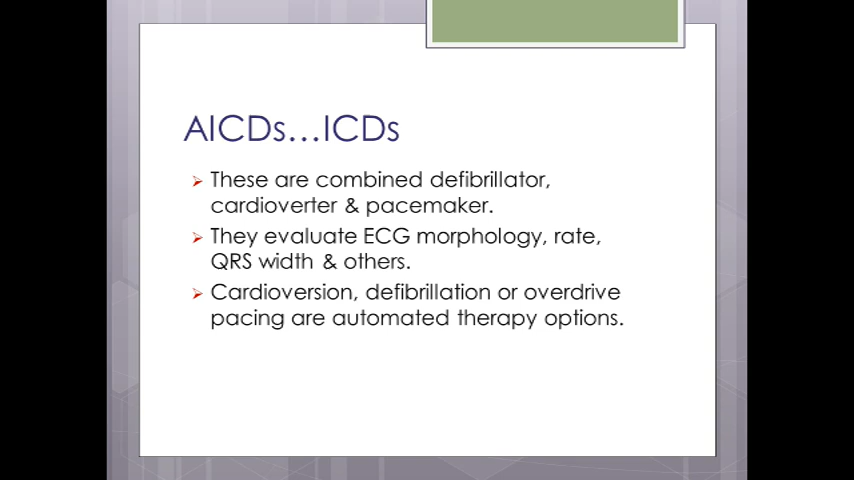 AICDs…ICDs
These are combined defibrillator,
cardioverter & pacemaker.
They evaluate ECG morphology, rate,
QRS width & others.
Cardioversion, defibrillation or overdrive
pacing are automated therapy options.